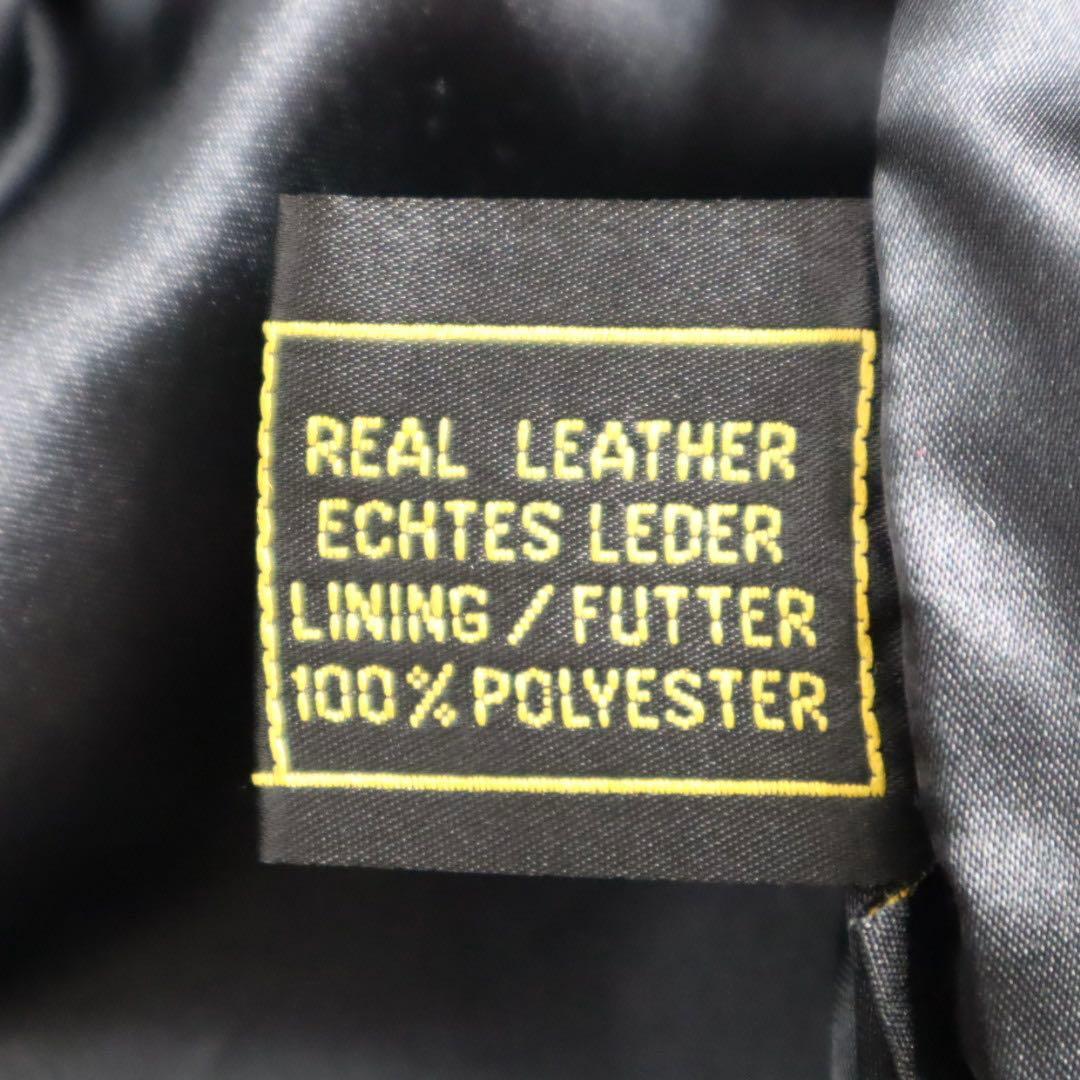 REAL LEATHER
ECHTES LEDER
LINING / FUTTER
100% POLYESTER